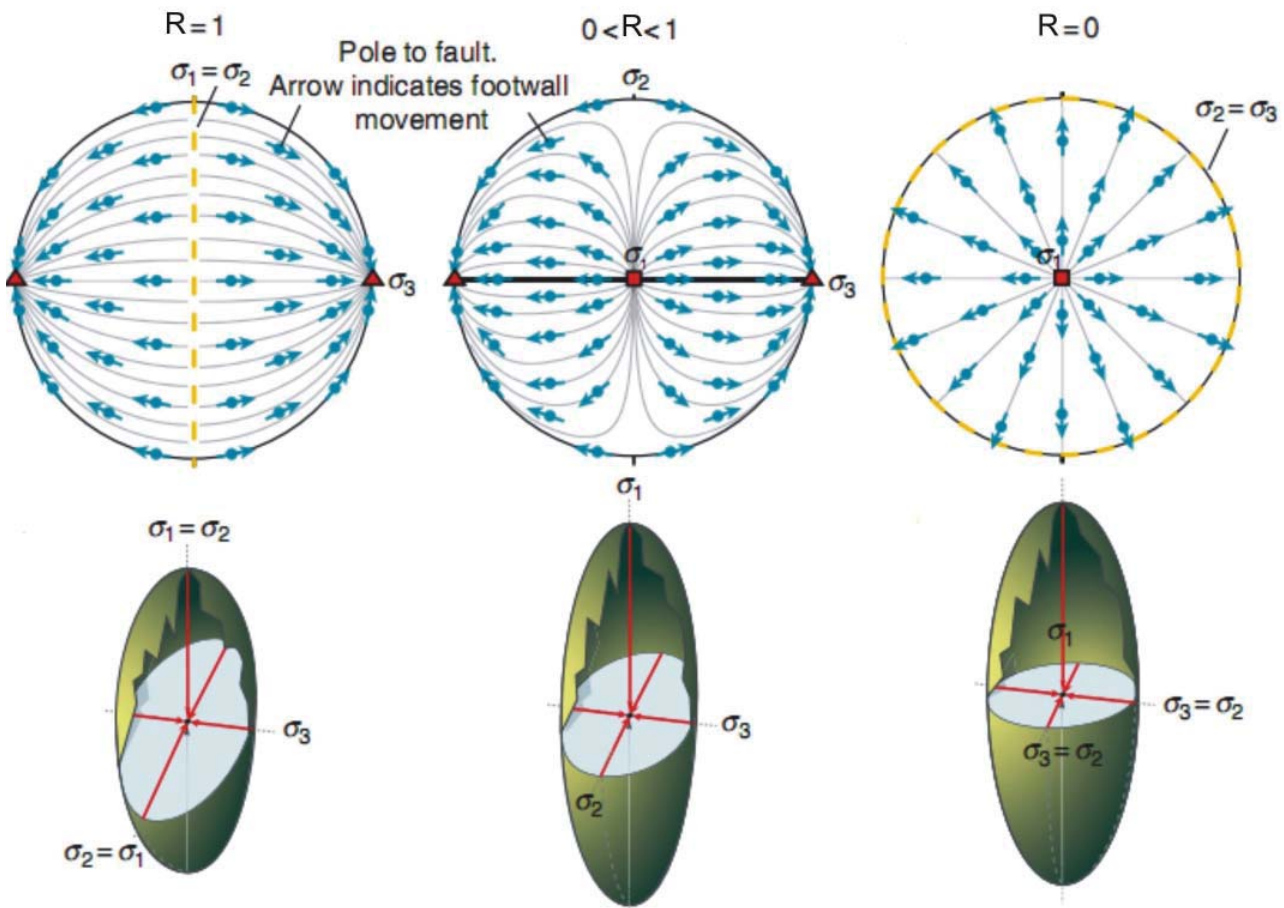 R = 1
0 < R < 1
R = 0
Pole to fault.
Arrow indicates footwall
movement
σ₁ = σ₂
σ₂
σ₂ = σ₃
σ₃
σ₁
σ₃
σ₁
σ₁
σ₁ = σ₂
σ₃
σ₂ = σ₁
σ₃
σ₂
σ₁
σ₃ = σ₂
σ₃ = σ₂